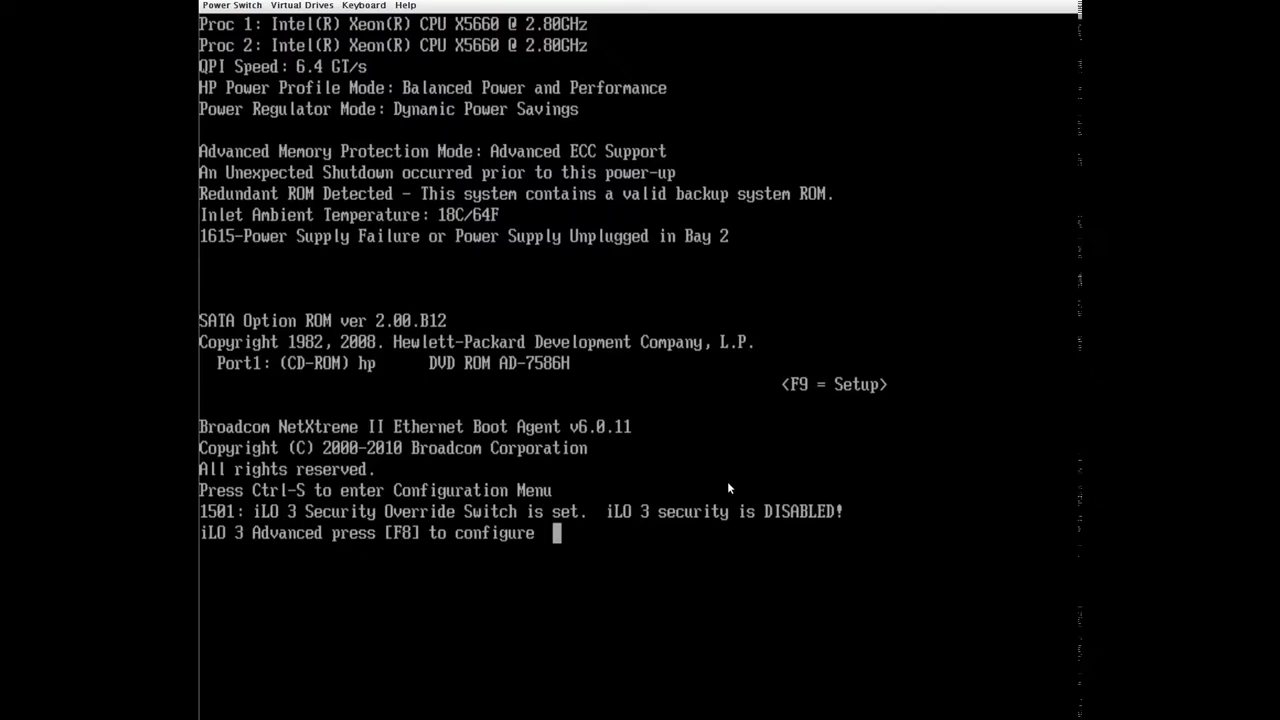 Power Switch Virtual Drives Keyboard Help
Proc 1: Intel(R) Xeon(R) CPU X5660 @ 2.80GHz
Proc 2: Intel(R) Xeon(R) CPU X5660 @ 2.80GHz
QPI Speed: 6.4 GT/s
HP Power Profile Mode: Balanced Power and Performance
Power Regulator Mode: Dynamic Power Savings
Advanced Memory Protection Mode: Advanced ECC Support
An Unexpected Shutdown occurred prior to this power-up
Redundant ROM Detected - This system contains a valid backup system ROM.
Inlet Ambient Temperature: 18C/64F
1615-Power Supply Failure or Power Supply Unplugged in Bay 2
SATA Option ROM ver 2.00.B12
Copyright 1982, 2008. Hewlett-Packard Development Company, L.P.
Port1: (CD-ROM) hp DVD ROM AD-7586H
<F9 = Setup>
Broadcom NetXtreme II Ethernet Boot Agent v6.0.11
Copyright (C) 2000-2010 Broadcom Corporation
All rights reserved.
Press Ctrl-S to enter Configuration Menu
1501: iLO 3 Security Override Switch is set. iLO 3 security is DISABLED!
iLO 3 Advanced press [F8] to configure